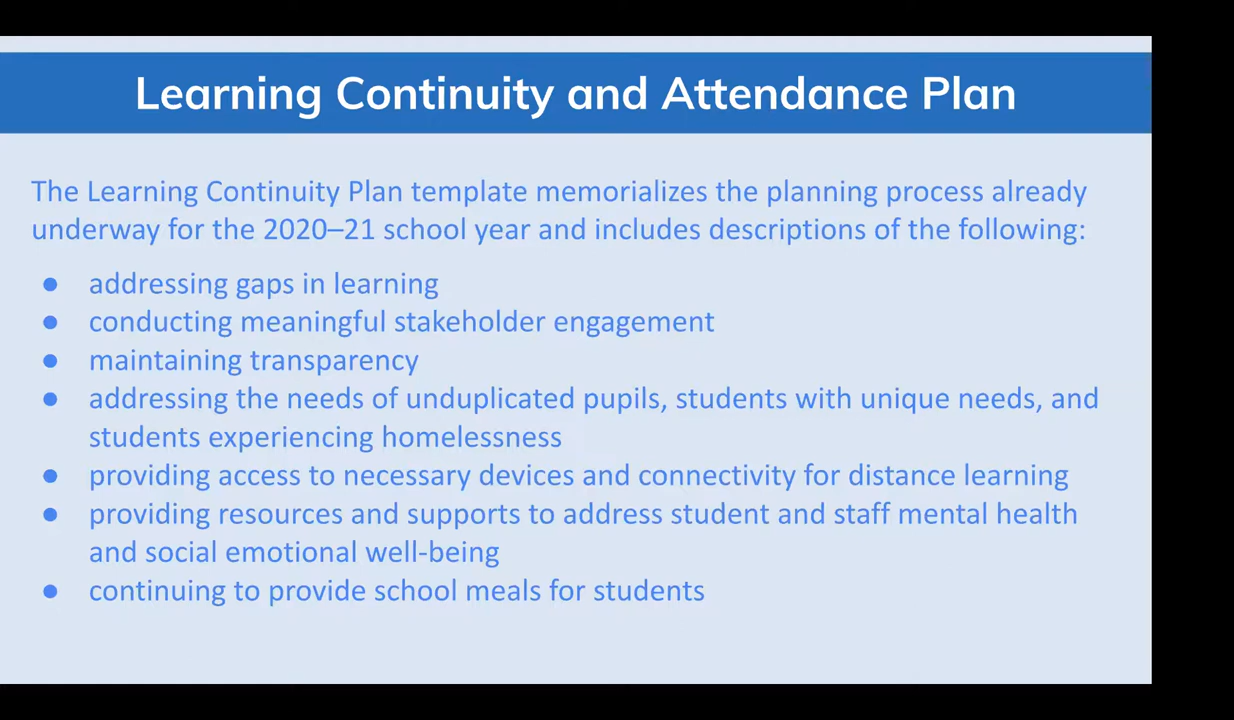 Learning Continuity and Attendance Plan
The Learning Continuity Plan template memorializes the planning process already
underway for the 2020–21 school year and includes descriptions of the following:
● addressing gaps in learning
● conducting meaningful stakeholder engagement
● maintaining transparency
● addressing the needs of unduplicated pupils, students with unique needs, and
students experiencing homelessness
● providing access to necessary devices and connectivity for distance learning
● providing resources and supports to address student and staff mental health
and social emotional well-being
● continuing to provide school meals for students